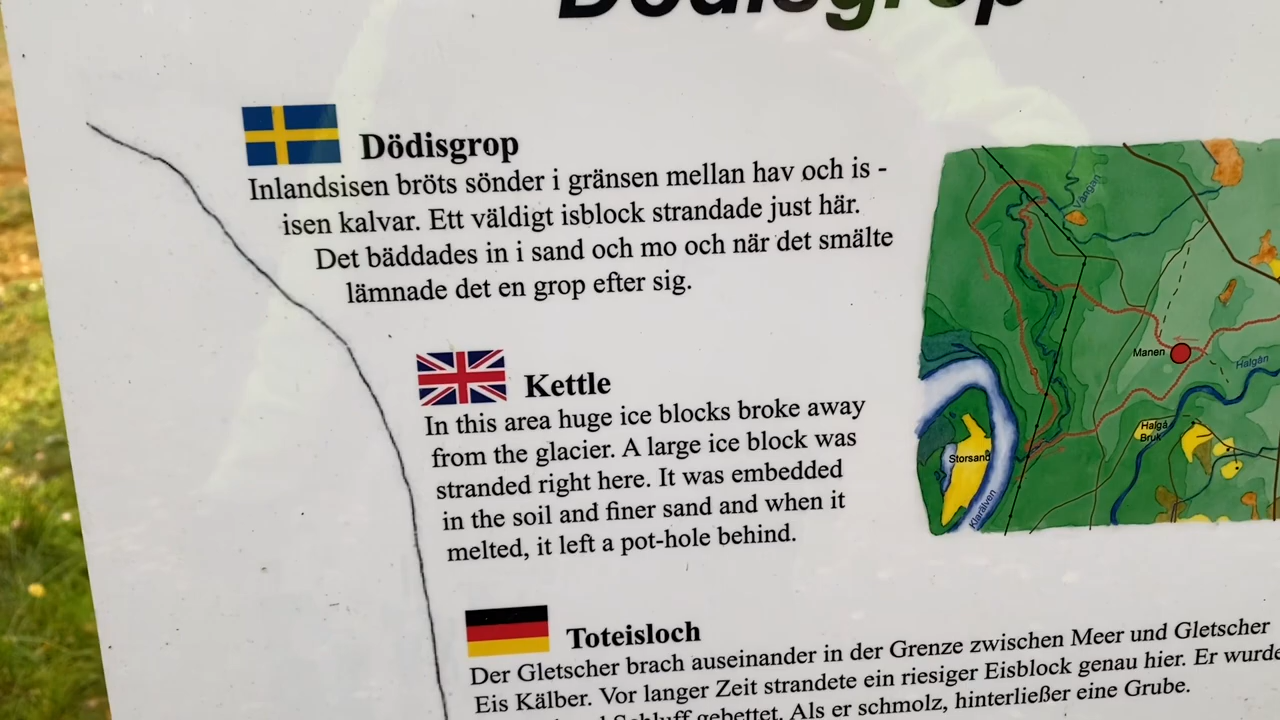 Dödisgrop
Dödisgrop
Inlandsisen bröts sönder i gränsen mellan hav och is -
isen kalvar. Ett väldigt isblock strandade just här.
Det bäddades in i sand och mo och när det smälte
lämnade det en grop efter sig.
Kettle
In this area huge ice blocks broke away
from the glacier. A large ice block was
stranded right here. It was embedded
in the soil and finer sand and when it
melted, it left a pot-hole behind.
Toteisloch
Der Gletscher brach auseinander in der Grenze zwischen Meer und Gletscher
Eis Kälber. Vor langer Zeit strandete ein riesiger Eisblock genau hier. Er wurde
Schluff gebettet. Als er schmolz, hinterließer eine Grube.
Vångan
Manen
Halgån
Halgå
Bruk
Storsand
Klarälven